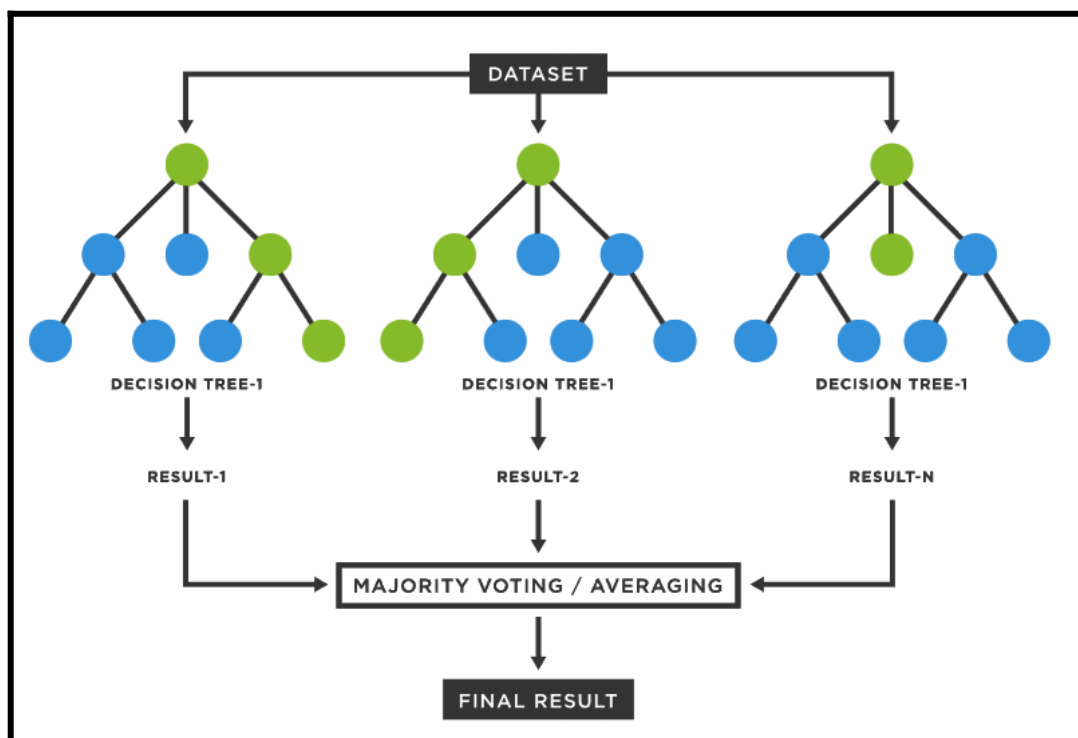 DATASET
DECISION TREE-1
DECISION TREE-1
DECISION TREE-1
RESULT-1
RESULT-2
RESULT-N
MAJORITY VOTING / AVERAGING
FINAL RESULT